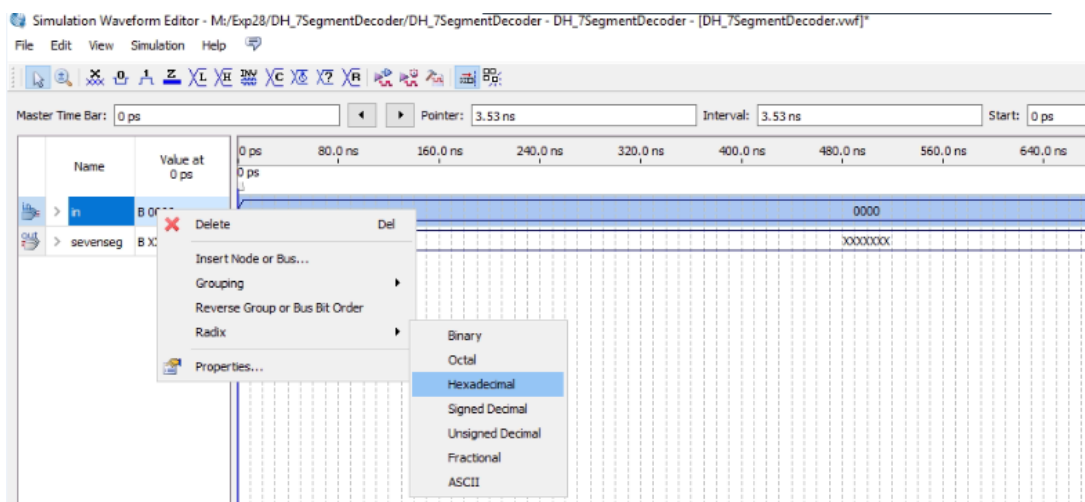 Simulation Waveform Editor - M:/Exp28/DH_7SegmentDecoder/DH_7SegmentDecoder - DH_7SegmentDecoder - [DH_7SegmentDecoder.vwf]*
File Edit View Simulation Help
Master Time Bar: 0 ps Pointer: 3.53 ns Interval: 3.53 ns Start: 0 ps
Name Value at 0 ps
0 ps 80.0 ns 160.0 ns 240.0 ns 320.0 ns 400.0 ns 480.0 ns 560.0 ns 640.0 ns
0 ps
in B 0000
sevenseg B XXXXXXX
Delete Del
Insert Node or Bus...
Grouping
Reverse Group or Bus Bit Order
Radix
Properties...
Binary
Octal
Hexadecimal
Signed Decimal
Unsigned Decimal
Fractional
ASCII